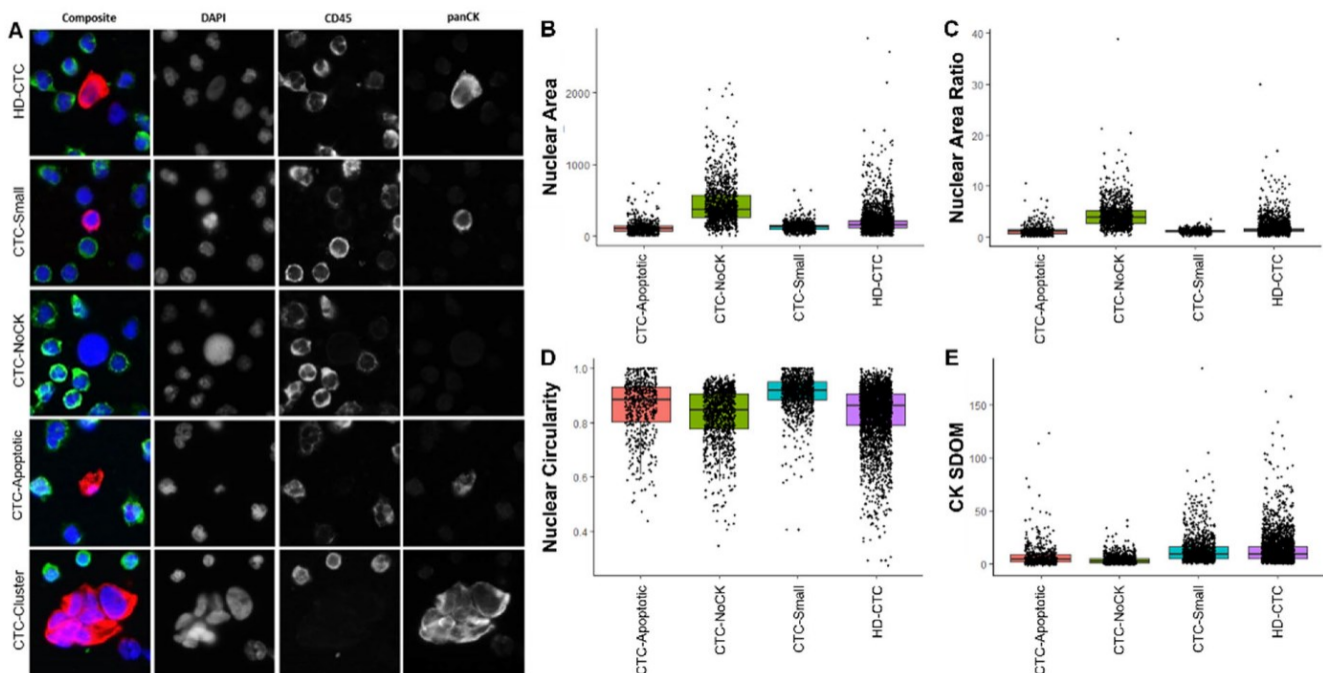 A
Composite
DAPI
CD45
panCK
HD-CTC
CTC-Small
CTC-NoCK
CTC-Apoptotic
CTC-Cluster
B
Nuclear Area
2000
1000
0
CTC-Apoptotic
CTC-NoCK
CTC-Small
HD-CTC
C
Nuclear Area Ratio
40
30
20
10
0
CTC-Apoptotic
CTC-NoCK
CTC-Small
HD-CTC
D
Nuclear Circularity
1.0
0.8
0.6
0.4
CTC-Apoptotic
CTC-NoCK
CTC-Small
HD-CTC
E
CK SDOM
150
100
50
0
CTC-Apoptotic
CTC-NoCK
CTC-Small
HD-CTC